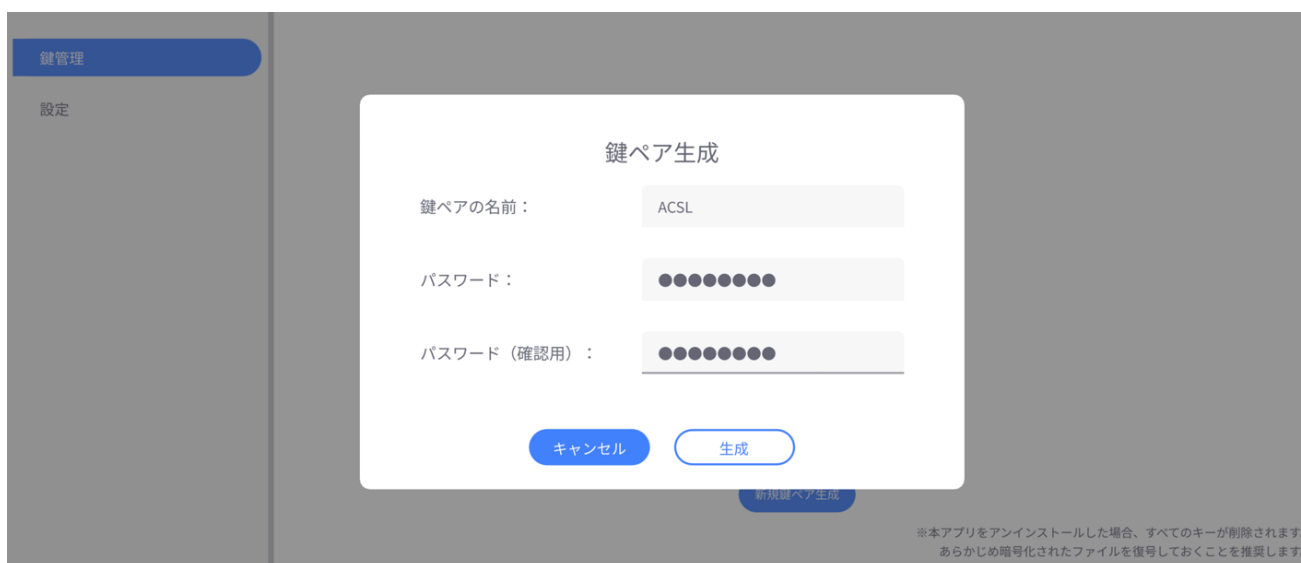 鍵管理
設定
鍵ペア生成
鍵ペアの名前：
ACSL
パスワード：
●●●●●●●●
パスワード（確認用）：
●●●●●●●●
キャンセル
生成
新規鍵ペア生成
※本アプリをアンインストールした場合、すべてのキーが削除されます
あらかじめ暗号化されたファイルを復号しておくことを推奨します